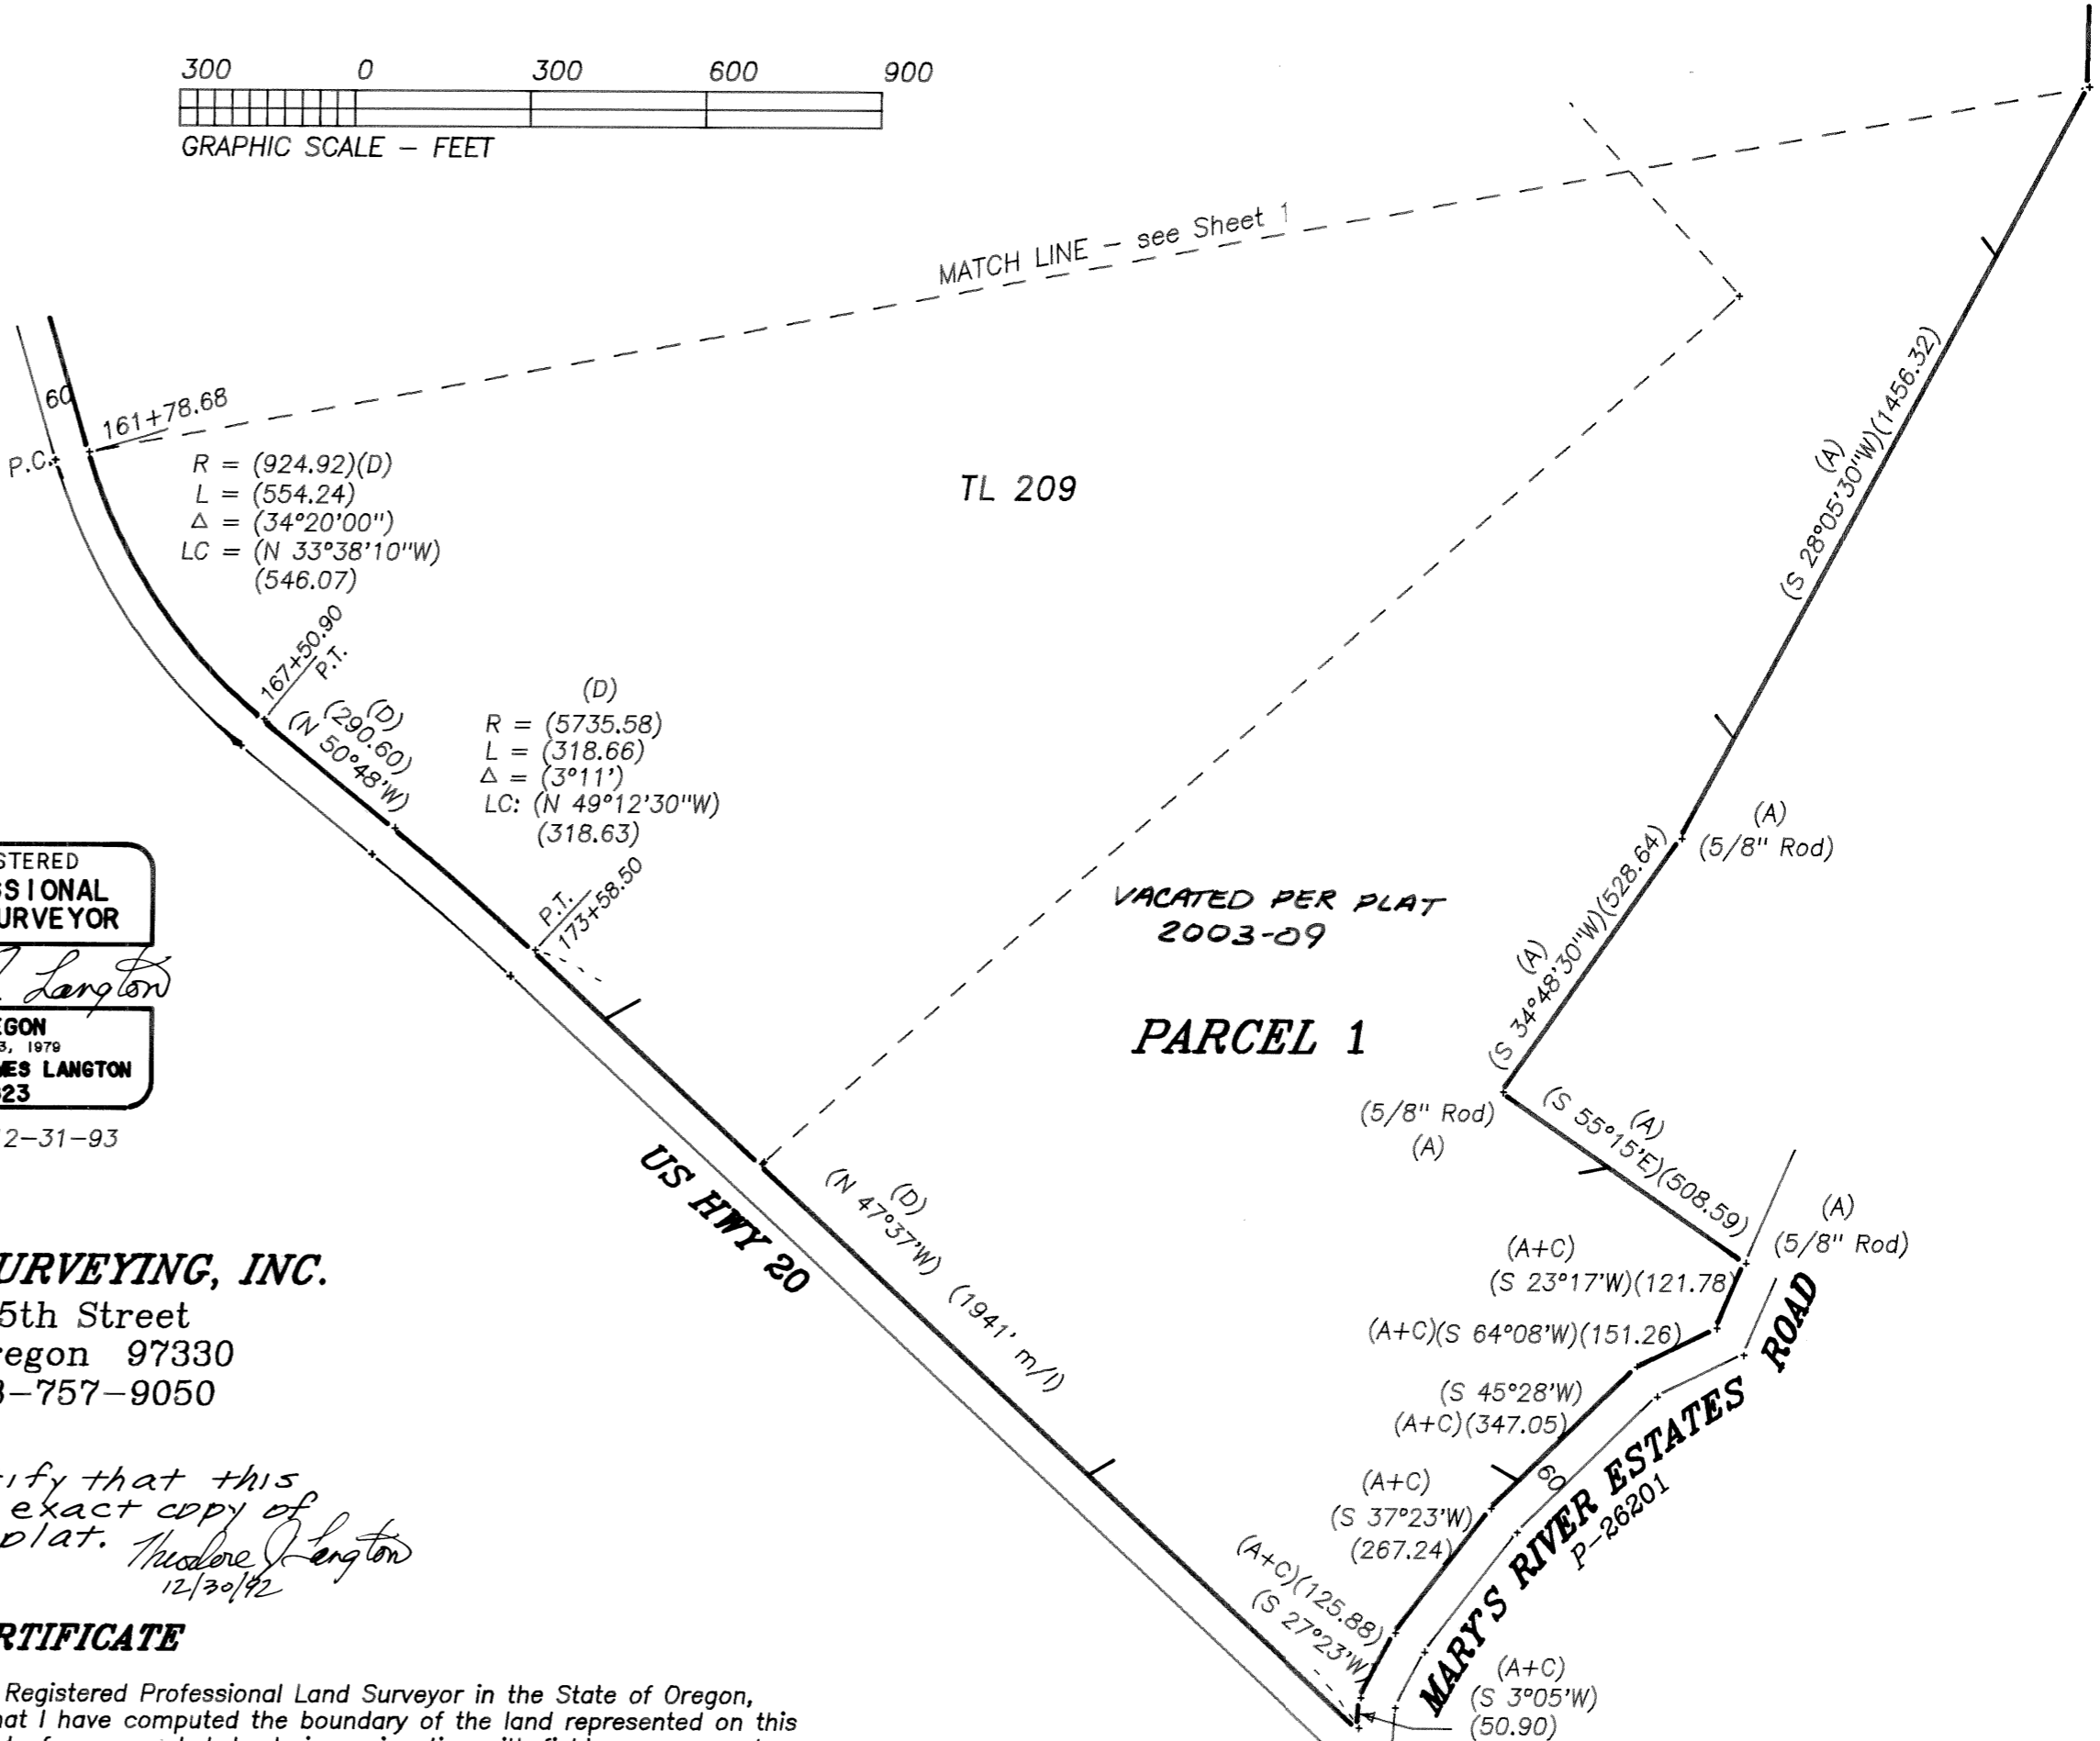 300 0 300 600 900
GRAPHIC SCALE – FEET
MATCH LINE – see Sheet 1
60
161+78.68
P.C.
R = (924.92)(D)
L = (554.24)
Δ = (34°20'00")
LC = (N 33°38'10"W)
(546.07)
TL 209
(A)
(S 28°05'30"W)(1456.32)
167+50.90
P.T.
(D)
(290.60)
(N 50°48'W)
(D)
R = (5735.58)
L = (318.66)
Δ = (3°11')
LC: (N 49°12'30"W)
(318.63)
P.T.
173+58.50
(A)
(5/8" Rod)
(A)
(S 34°48'30"W)(528.64)
VACATED PER PLAT
2003-09
PARCEL 1
(5/8" Rod)
(A)
(A)
(S 55°15'E)(508.59)
(A)
(5/8" Rod)
SSIONAL
URVEYOR
Langton
EGON
3, 1979
MES LANGTON
23
12-31-93
US HWY 20
(D)
(N 47°37'W) (1941' m/l)
(A+C)
(S 23°17'W)(121.78)
(A+C)(S 64°08'W)(151.26)
(S 45°28'W)
(A+C)(347.05)
(A+C)
(S 37°23'W)
(267.24)
(A+C)(125.88)
(S 27°23'W)
(A+C)
(S 3°05'W)
(50.90)
60
MARY'S RIVER ESTATES ROAD
P-26201
URVEYING, INC.
5th Street
regon 97330
3-757-9050
ify that this
exact copy of
plat. Theodore J Langton
12/30/92
RTIFICATE
Registered Professional Land Surveyor in the State of Oregon,
hat I have computed the boundary of the land represented on this